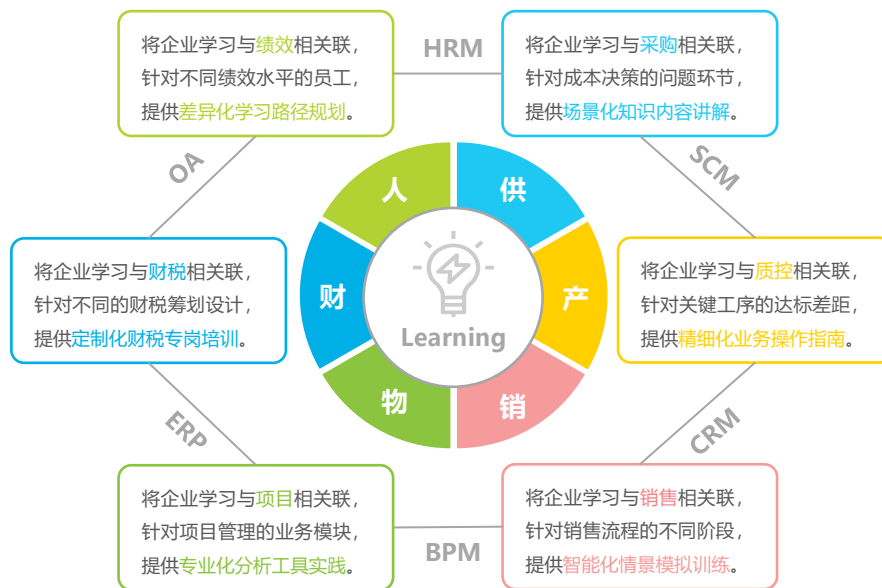 将企业学习与绩效相关联，
针对不同绩效水平的员工，
提供差异化学习路径规划。
HRM
将企业学习与采购相关联，
针对成本决策的问题环节，
提供场景化知识内容讲解。
OA
SCM
人
供
将企业学习与财税相关联，
针对不同的财税筹划设计，
提供定制化财税专岗培训。
财
Learning
产
将企业学习与质控相关联，
针对关键工序的达标差距，
提供精细化业务操作指南。
物
销
ERP
CRM
将企业学习与项目相关联，
针对项目管理的业务模块，
提供专业化分析工具实践。
BPM
将企业学习与销售相关联，
针对销售流程的不同阶段，
提供智能化情景模拟训练。